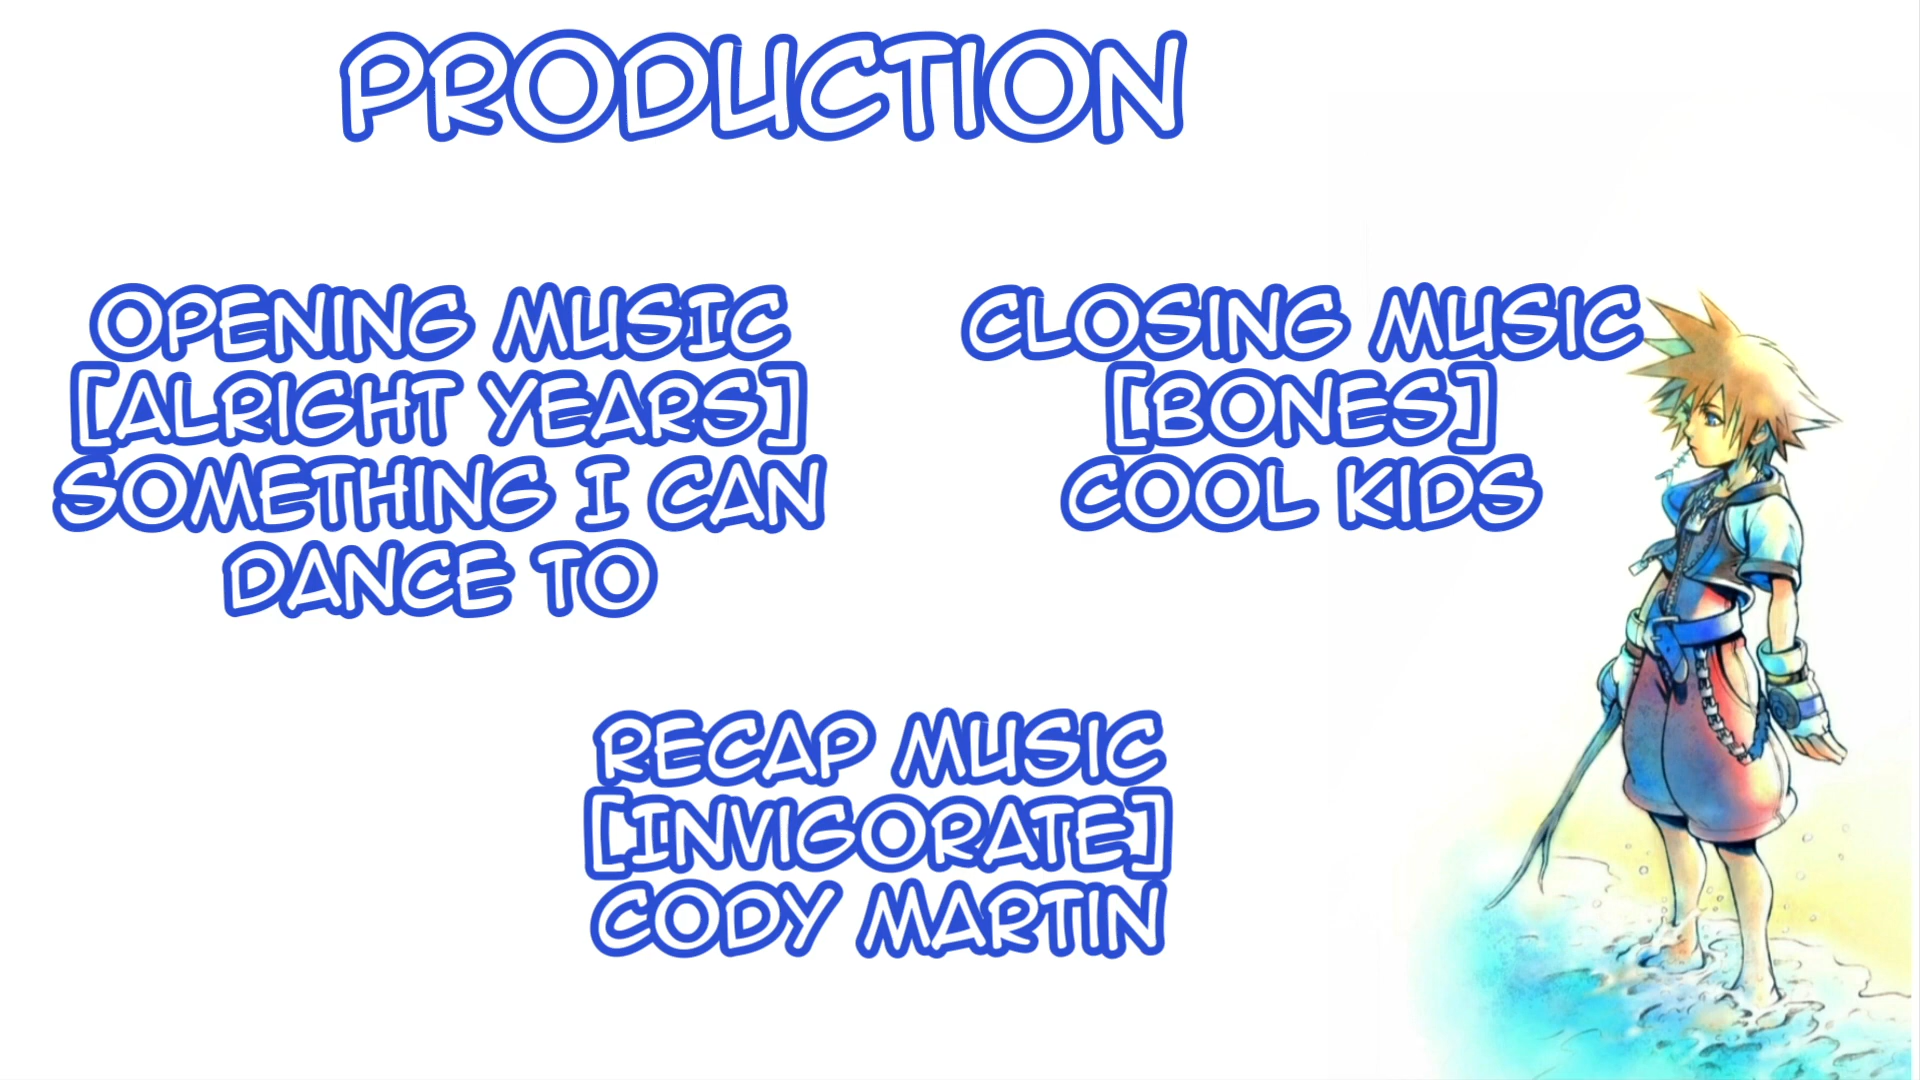 PRODUCTION
OPENING MUSIC
[ALRIGHT YEARS]
SOMETHING I CAN
DANCE TO
CLOSING MUSIC
[BONES]
COOL KIDS
RECAP MUSIC
[INVIGORATE]
CODY MARTIN